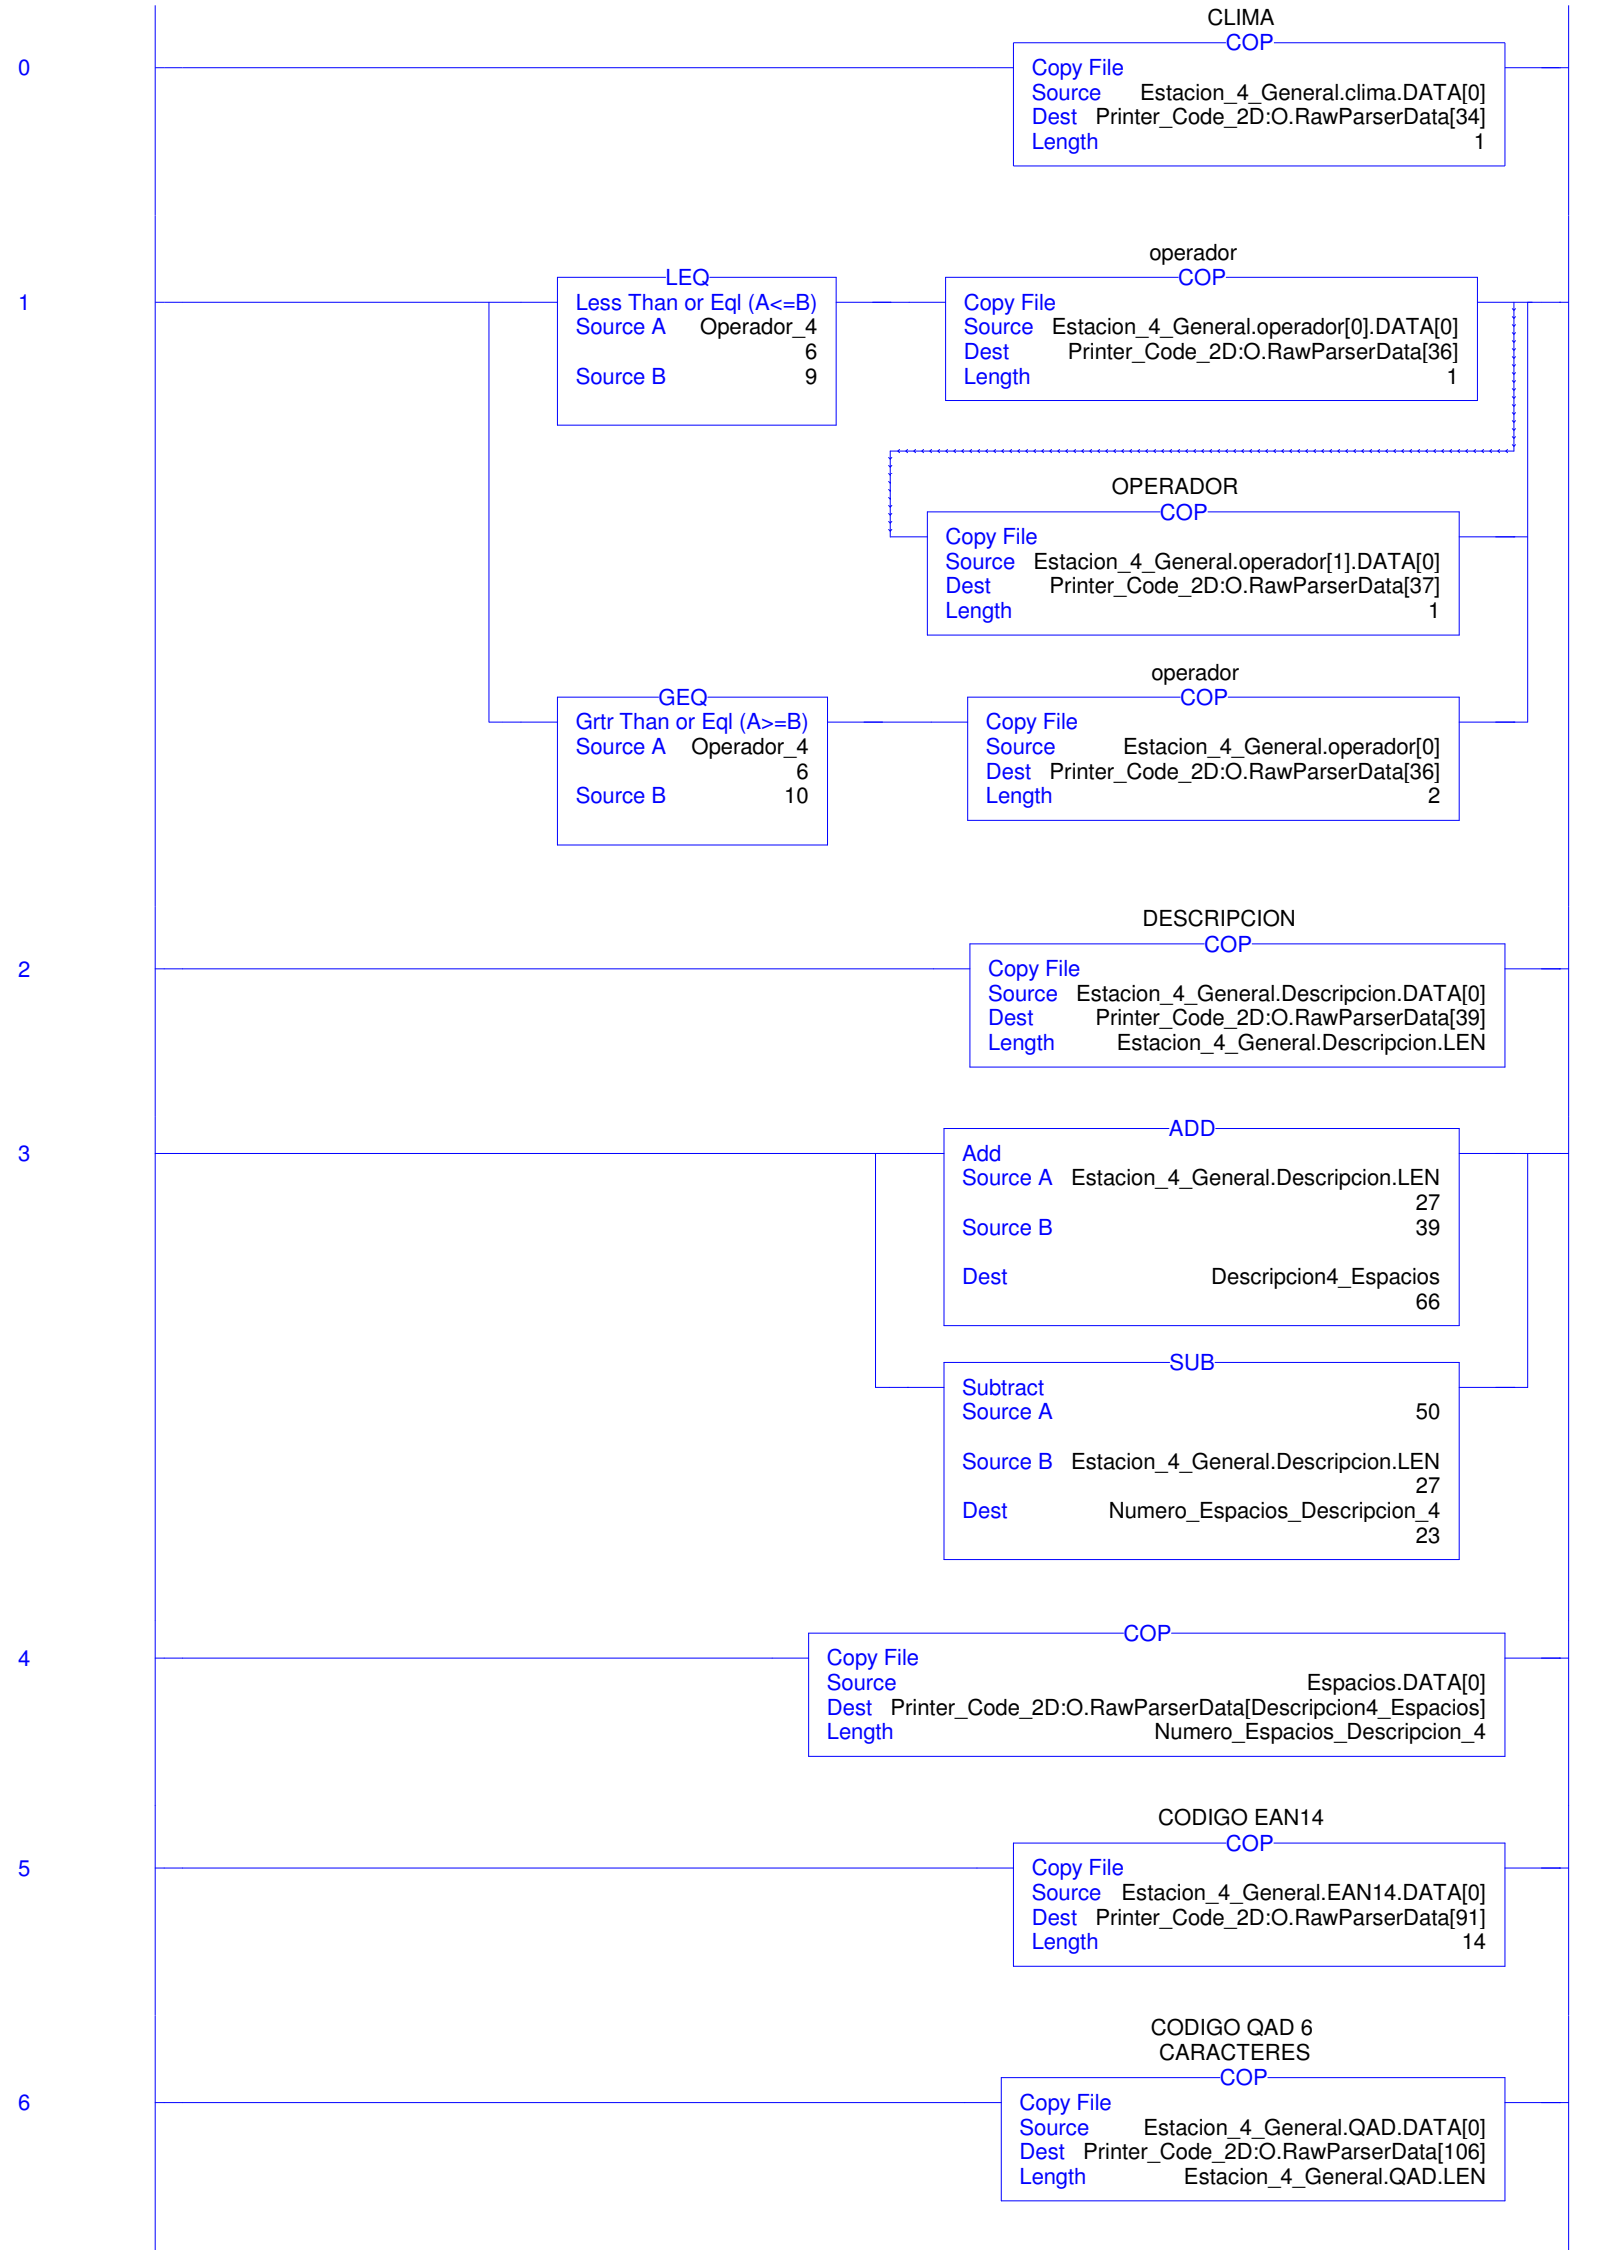 CLIMA
COP
0
Copy File
Source Estacion_4_General.clima.DATA[0]
Dest Printer_Code_2D:O.RawParserData[34]
Length 1
operador
LEQ COP
1
Less Than or Eql (A<=B) Copy File
Source A Operador_4 Source Estacion_4_General.operador[0].DATA[0]
6 Dest Printer_Code_2D:O.RawParserData[36]
Source B 9 Length 1
OPERADOR
COP
Copy File
Source Estacion_4_General.operador[1].DATA[0]
Dest Printer_Code_2D:O.RawParserData[37]
Length 1
operador
GEQ COP
Grtr Than or Eql (A>=B) Copy File
Source A Operador_4 Source Estacion_4_General.operador[0]
6 Dest Printer_Code_2D:O.RawParserData[36]
Source B 10 Length 2
DESCRIPCION
COP
2
Copy File
Source Estacion_4_General.Descripcion.DATA[0]
Dest Printer_Code_2D:O.RawParserData[39]
Length Estacion_4_General.Descripcion.LEN
ADD
3
Add
Source A Estacion_4_General.Descripcion.LEN
27
Source B 39
Dest Descripcion4_Espacios
66
SUB
Subtract
Source A 50
Source B Estacion_4_General.Descripcion.LEN
27
Dest Numero_Espacios_Descripcion_4
23
COP
4
Copy File
Source Espacios.DATA[0]
Dest Printer_Code_2D:O.RawParserData[Descripcion4_Espacios]
Length Numero_Espacios_Descripcion_4
CODIGO EAN14
COP
5
Copy File
Source Estacion_4_General.EAN14.DATA[0]
Dest Printer_Code_2D:O.RawParserData[91]
Length 14
CODIGO QAD 6
CARACTERES
COP
6
Copy File
Source Estacion_4_General.QAD.DATA[0]
Dest Printer_Code_2D:O.RawParserData[106]
Length Estacion_4_General.QAD.LEN